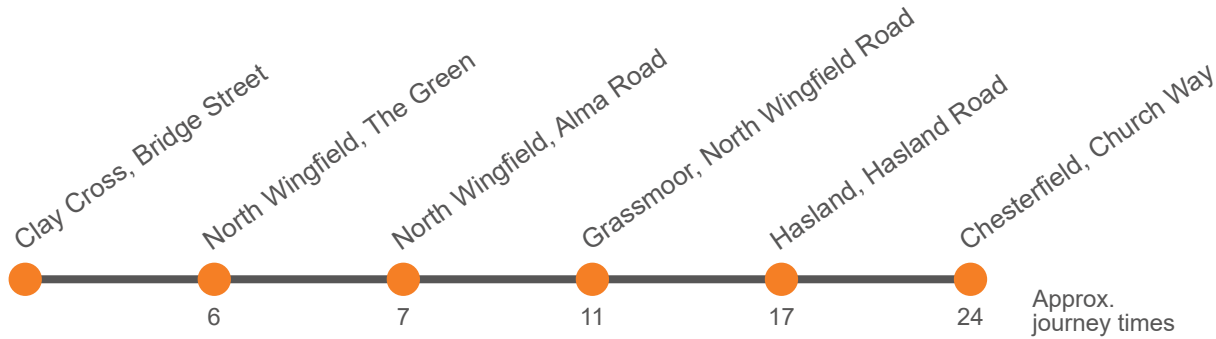 Clay Cross, Bridge Street
North Wingfield, The Green
North Wingfield, Alma Road
Grassmoor, North Wingfield Road
Hasland, Hasland Road
Chesterfield, Church Way
6
7
11
17
24
Approx.
journey times